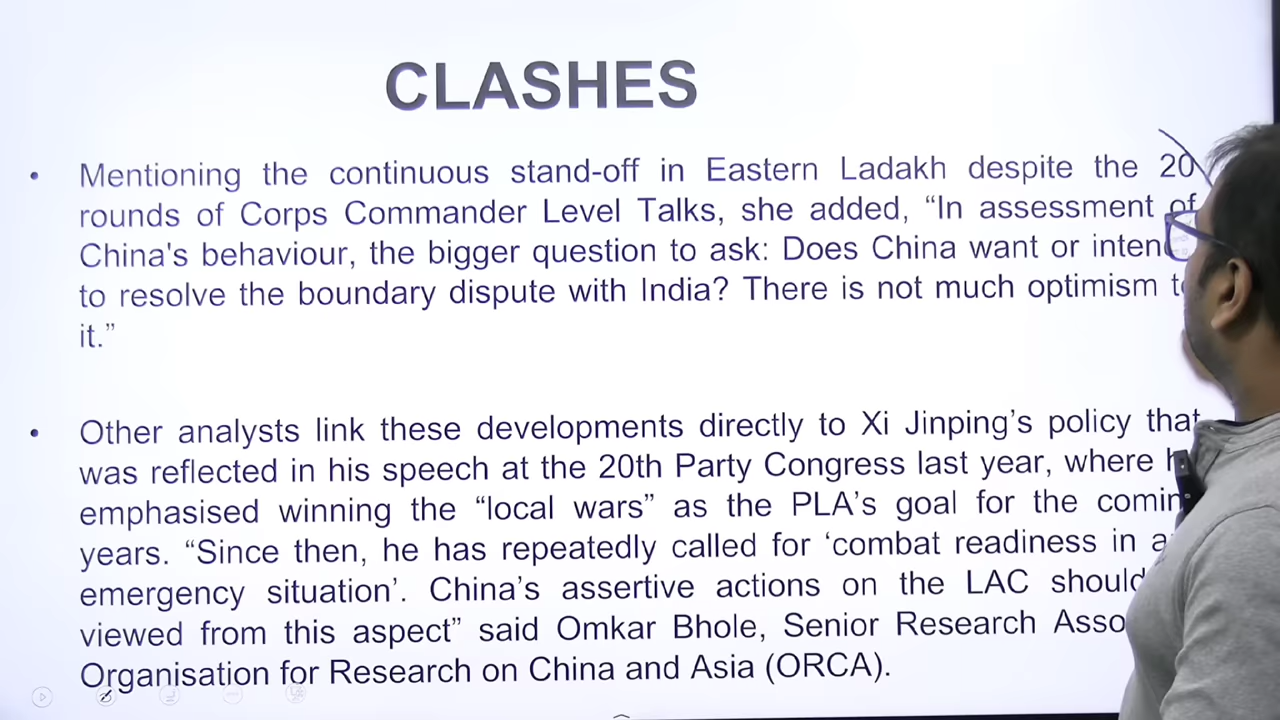 CLASHES
• Mentioning the continuous stand-off in Eastern Ladakh despite the 20
rounds of Corps Commander Level Talks, she added, “In assessment of
China's behaviour, the bigger question to ask: Does China want or intend
to resolve the boundary dispute with India? There is not much optimism
it.”
• Other analysts link these developments directly to Xi Jinping’s policy that
was reflected in his speech at the 20th Party Congress last year, where
emphasised winning the “local wars” as the PLA’s goal for the
years. “Since then, he has repeatedly called for ‘combat readiness in
emergency situation’. China’s assertive actions on the LAC should
viewed from this aspect” said Omkar Bhole, Senior Research
Organisation for Research on China and Asia (ORCA).